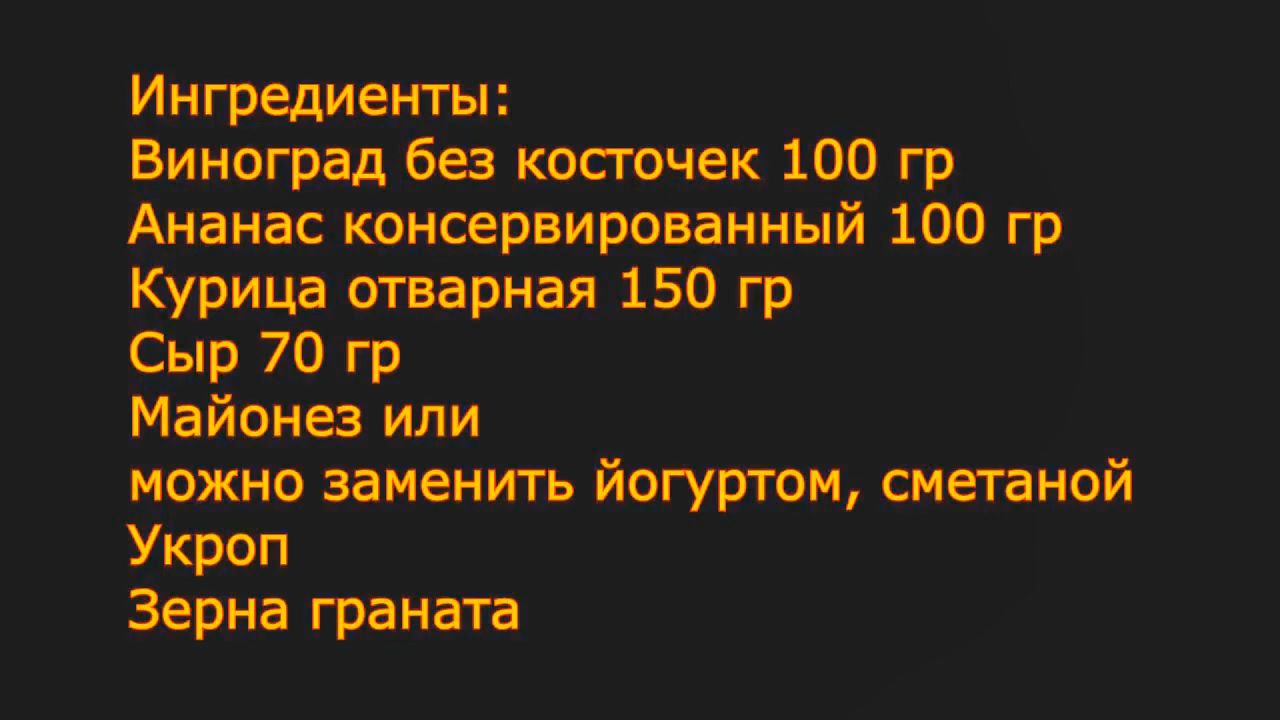 Ингредиенты:
Виноград без косточек 100 гр
Ананас консервированный 100 гр
Курица отварная 150 гр
Сыр 70 гр
Майонез или
можно заменить йогуртом, сметаной
Укроп
Зерна граната